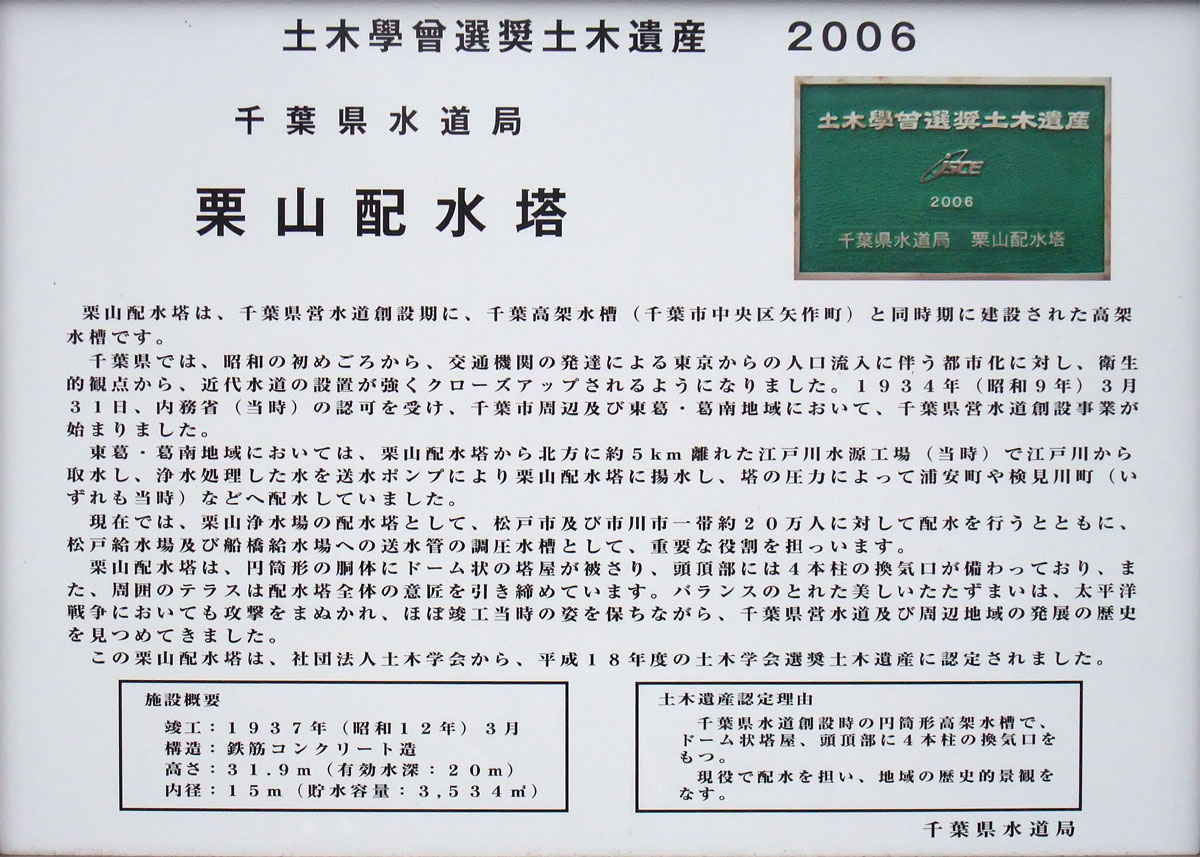 土木學會選奨土木遺産　2006
千葉県水道局
栗山配水塔
土木學會選奨土木遺産
JSCE
2006
千葉県水道局　栗山配水塔
栗山配水塔は、千葉県営水道創設期に、千葉高架水槽（千葉市中央区矢作町）と同時期に建設された高架
水槽です。
千葉県では、昭和の初めごろから、交通機関の発達による東京からの人口流入に伴う都市化に対し、衛生
的観点から、近代水道の設置が強くクローズアップされるようになりました。１９３４年（昭和９年）３月
３１日、内務省（当時）の認可を受け、千葉市周辺及び東葛・葛南地域において、千葉県営水道創設事業が
始まりました。
東葛・葛南地域においては、栗山配水塔から北方に約５km離れた江戸川水源工場（当時）で江戸川から
取水し、浄水処理した水を送水ポンプにより栗山配水塔に揚水し、塔の圧力によって浦安町や検見川町（い
ずれも当時）などへ配水していました。
現在では、栗山浄水場の配水塔として、松戸市及び市川市一帯約２０万人に対して配水を行うとともに、
松戸給水場及び船橋給水場への送水管の調圧水槽として、重要な役割を担っいます。
栗山配水塔は、円筒形の胴体にドーム状の塔屋が被さり、頭頂部には４本柱の換気口が備わっており、ま
た、周囲のテラスは配水塔全体の意匠を引き締めています。バランスのとれた美しいたたずまいは、太平洋
戦争においても攻撃をまぬかれ、ほぼ竣工当時の姿を保ちながら、千葉県営水道及び周辺地域の発展の歴史
を見つめてきました。
この栗山配水塔は、社団法人土木学会から、平成１８年度の土木学会選奨土木遺産に認定されました。
施設概要
竣工：１９３７年（昭和１２年）３月
構造：鉄筋コンクリート造
高さ：３１.９ｍ（有効水深：２０ｍ）
内径：１５ｍ（貯水容量：３,５３４㎥）
土木遺産認定理由
千葉県水道創設時の円筒形高架水槽で、
ドーム状塔屋、頭頂部に４本柱の換気口を
もつ。
現役で配水を担い、地域の歴史的景観を
なす。
千葉県水道局